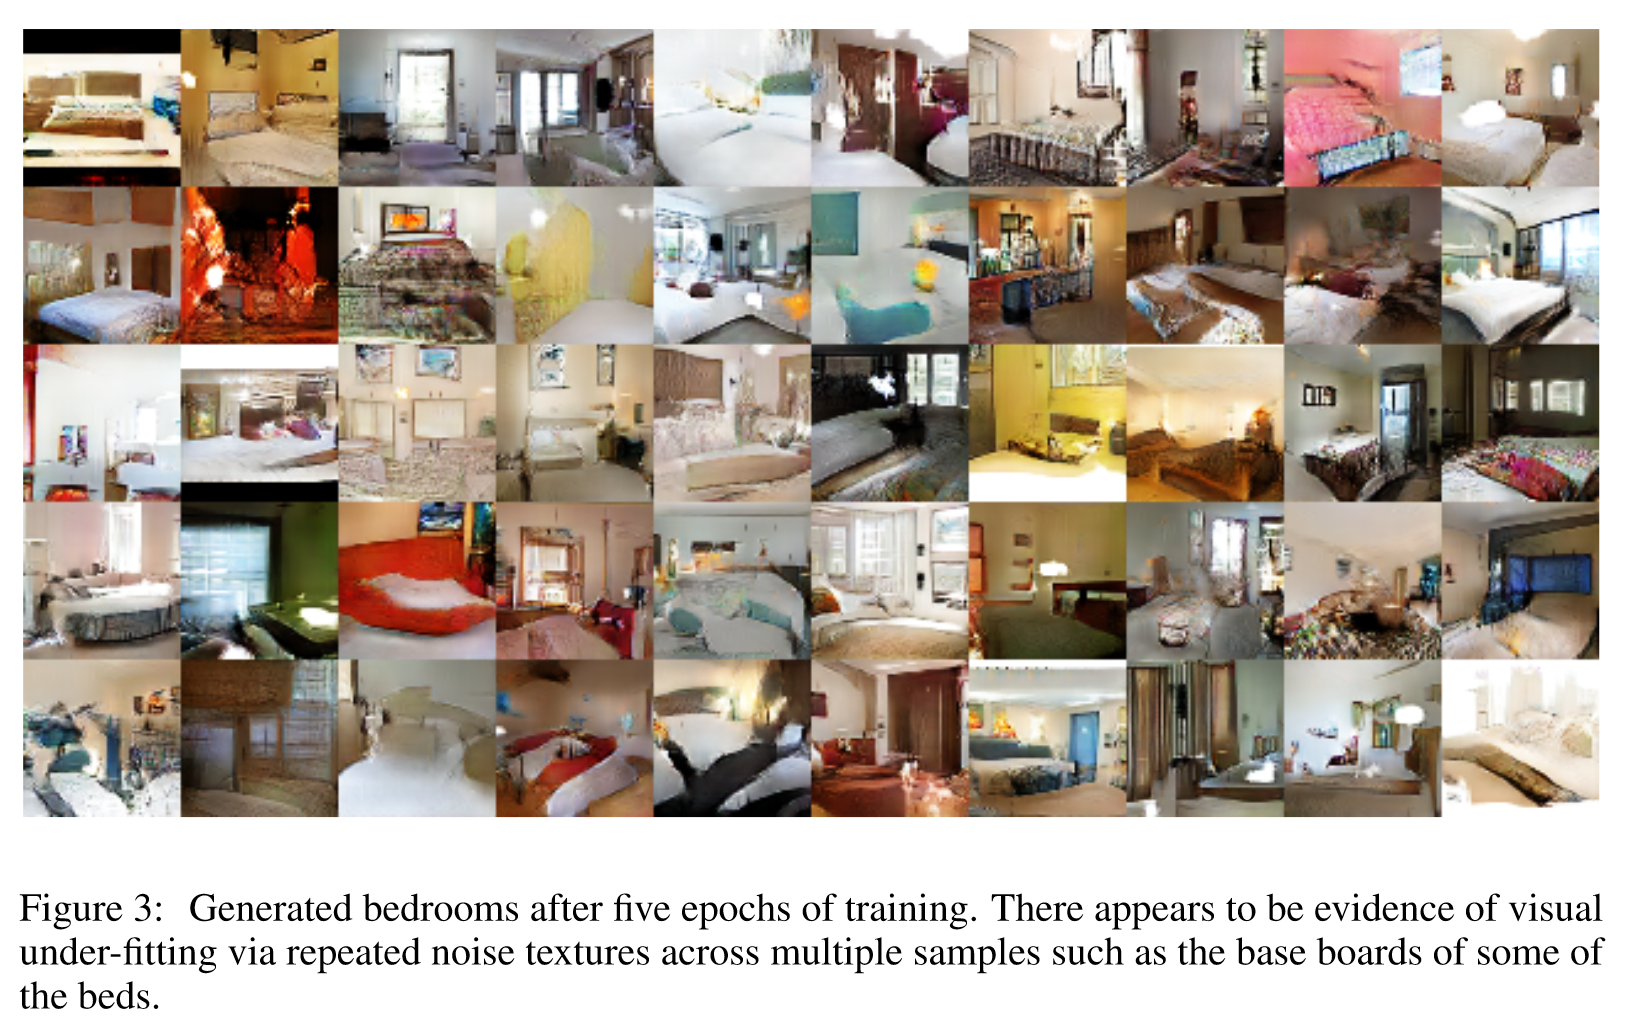 Figure 3: Generated bedrooms after five epochs of training. There appears to be evidence of visual
under-fitting via repeated noise textures across multiple samples such as the base boards of some of
the beds.